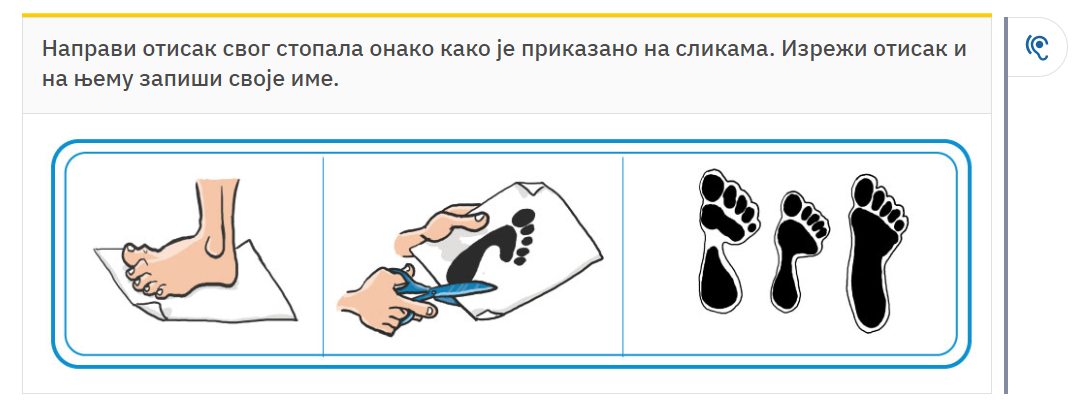 Направи отисак свог стопала онако како је приказано на сликама. Изрежи отисак и
на њему запиши своје име.